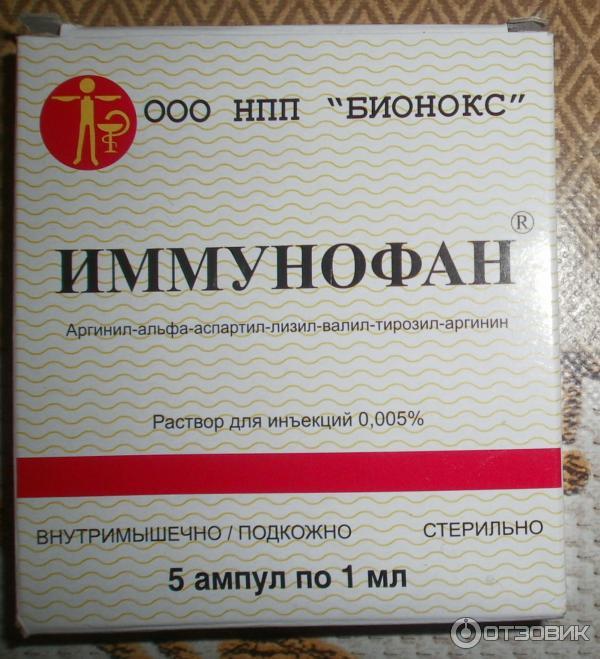 ООО НПП "БИОНОКС"
ИММУНОФАН®
Аргинил-альфа-аспартил-лизил-валил-тирозил-аргинин
Раствор для инъекций 0,005%
ВНУТРИМЫШЕЧНО / ПОДКОЖНО СТЕРИЛЬНО
5 ампул по 1 мл
ОТЗОВИК